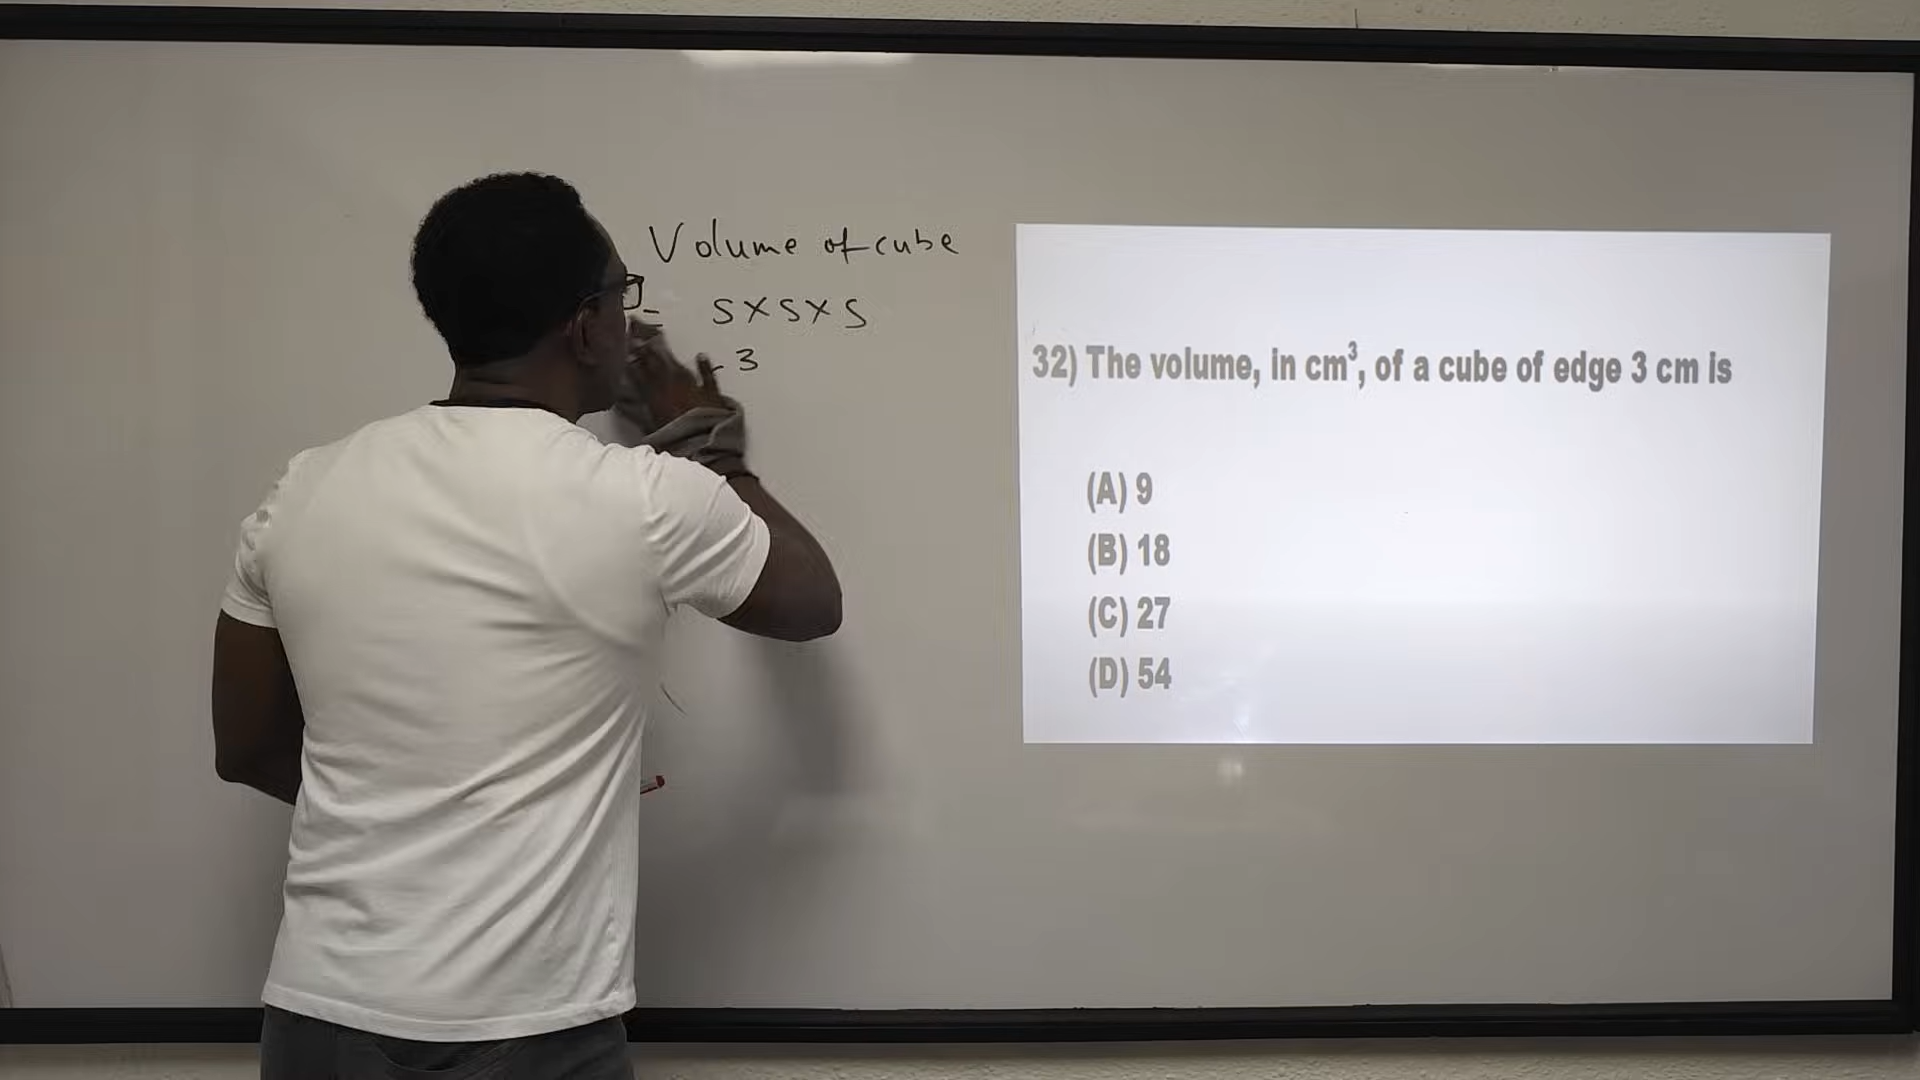 Volume of cube
= S×S×S
3
32) The volume, in cm³, of a cube of edge 3 cm is
(A) 9
(B) 18
(C) 27
(D) 54